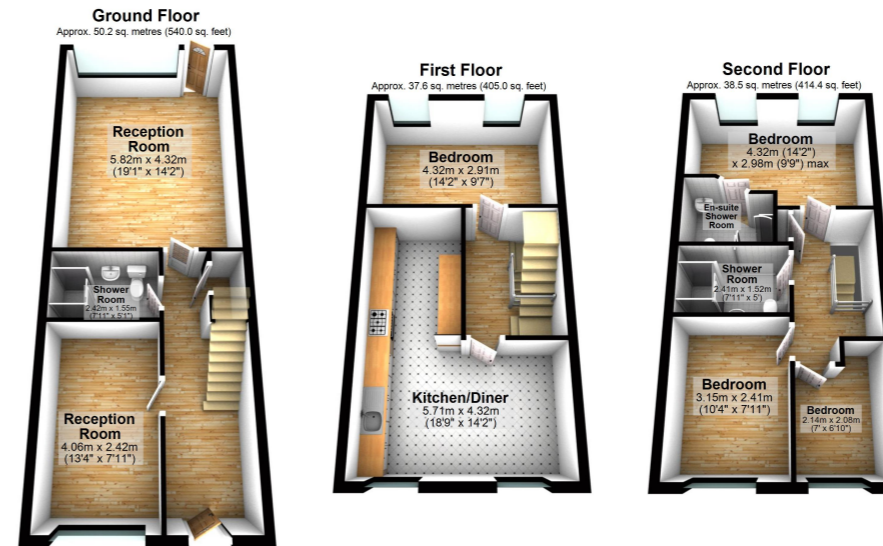 Ground Floor
Approx. 50.2 sq. metres (540.0 sq. feet)
Reception
Room
5.82m x 4.32m
(19'1" x 14'2")
Shower
Room
2.42m x 1.55m
(7'11" x 5'1")
Reception
Room
4.06m x 2.42m
(13'4" x 7'11")
First Floor
Approx. 37.6 sq. metres (405.0 sq. feet)
Bedroom
4.32m x 2.91m
(14'2" x 9'7")
Kitchen/Diner
5.71m x 4.32m
(18'9" x 14'2")
Second Floor
Approx. 38.5 sq. metres (414.4 sq. feet)
Bedroom
4.32m (14'2")
x 2.98m (9'9") max
En-suite
Shower
Room
Shower
Room
2.41m x 1.52m
(7'11" x 5')
Bedroom
3.15m x 2.41m
(10'4" x 7'11")
Bedroom
2.14m x 2.08m
(7' x 6'10")